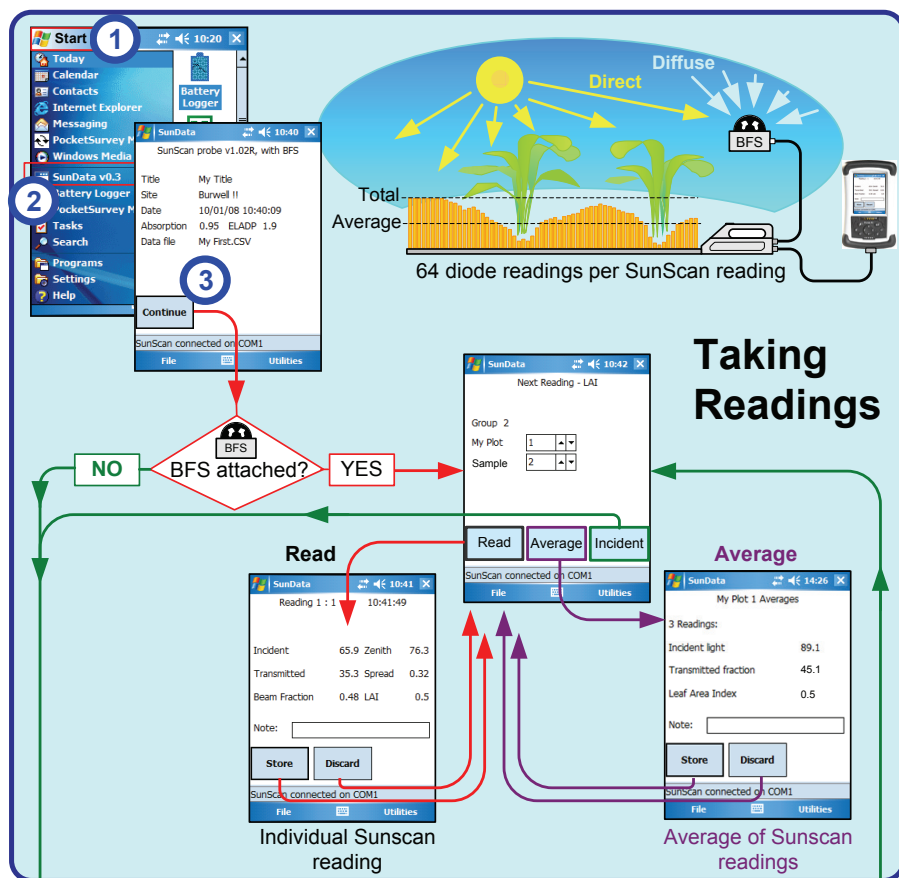 Start
1
10:20
Today
Calendar
Contacts
Internet Explorer
Messaging
PocketSurvey M
Windows Media
SunData v0.3
2
Battery Logger
PocketSurvey M
Tasks
Search
Programs
Settings
Help
Battery
Logger
SunData 10:40
SunScan probe v1.02R, with BFS
Title My Title
Site Burwell !!
Date 10/01/08 10:40:09
Absorption 0.95 ELADP 1.9
Data file My First.CSV
3
Continue
SunScan connected on COM1
File Utilities
Direct
Diffuse
BFS
Total
Average
64 diode readings per SunScan reading
Taking
Readings
BFS
BFS attached?
NO
YES
SunData 10:42
Next Reading - LAI
Group 2
My Plot 1
Sample 2
Read Average Incident
SunScan connected on COM1
File Utilities
Read
SunData 10:41
Reading 1 : 1 10:41:49
Incident 65.9 Zenith 76.3
Transmitted 35.3 Spread 0.32
Beam Fraction 0.48 LAI 0.5
Note:
Store Discard
SunScan connected on COM1
File Utilities
Individual Sunscan
reading
Average
SunData 14:26
My Plot 1 Averages
3 Readings:
Incident light 89.1
Transmitted fraction 45.1
Leaf Area Index 0.5
Note:
Store Discard
SunScan connected on COM1
File Utilities
Average of Sunscan
readings